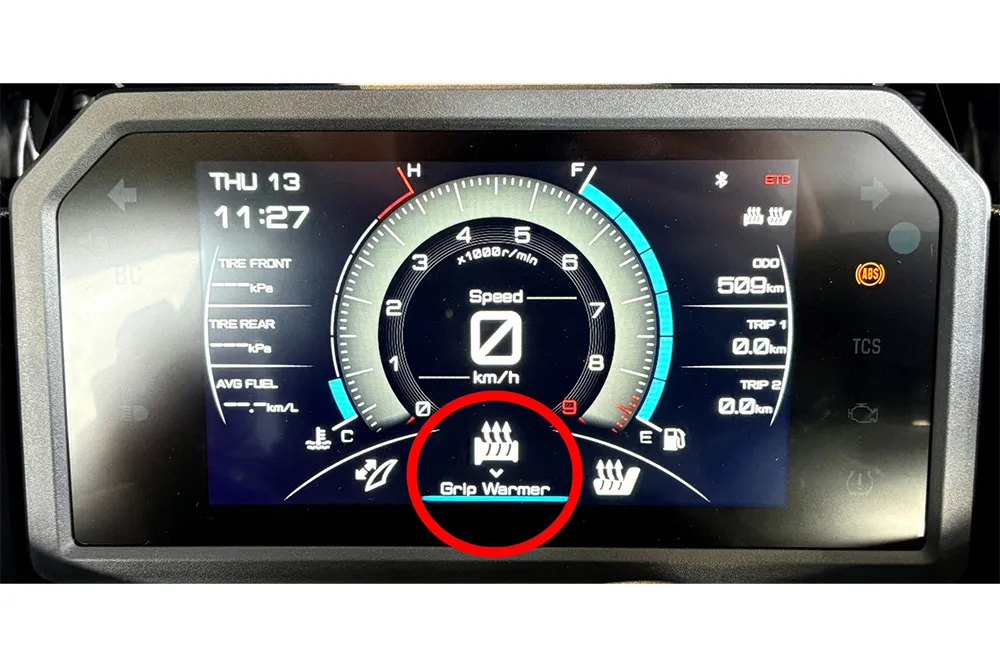 THU 13
11:27
TIRE FRONT
---kPa
TIRE REAR
---kPa
AVG FUEL
--.-km/L
H
F
ETC
4 5
3 6
x1000r/min
2 7
1 8
0 9
Speed
0
km/h
C
E
ODO
509km
TRIP 1
0.0km
TRIP 2
0.0km
Grip Warmer
BC
ABS
TCS